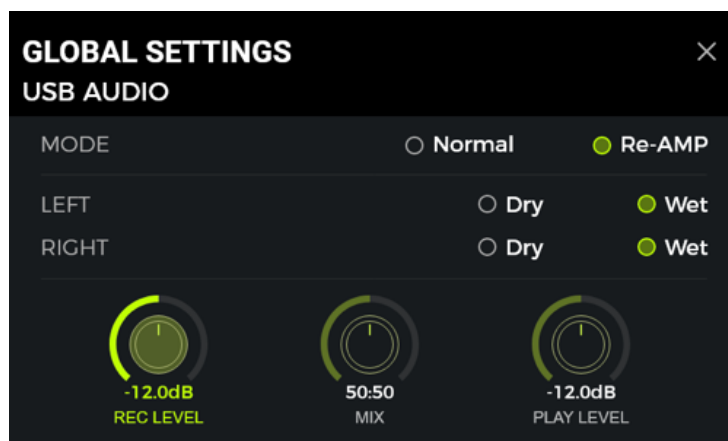 GLOBAL SETTINGS
USB AUDIO
MODE Normal Re-AMP
LEFT Dry Wet
RIGHT Dry Wet
-12.0dB 50:50 -12.0dB
REC LEVEL MIX PLAY LEVEL